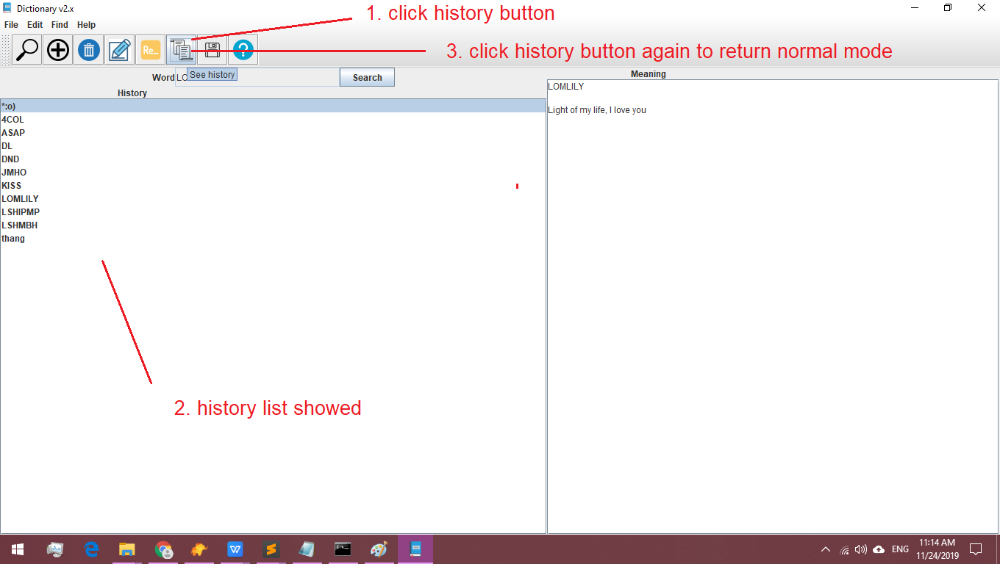 Dictionary v2.x
1. click history button
File Edit Find Help
Re_
3. click history button again to return normal mode
Word LO See history Search
Meaning
History
LOMLILY
Light of my life, I love you
*:o)
4COL
ASAP
DL
DND
JMHO
KISS
LOMLILY
LSHIPMP
LSHMBH
thang
2. history list showed
ENG
11:14 AM
11/24/2019